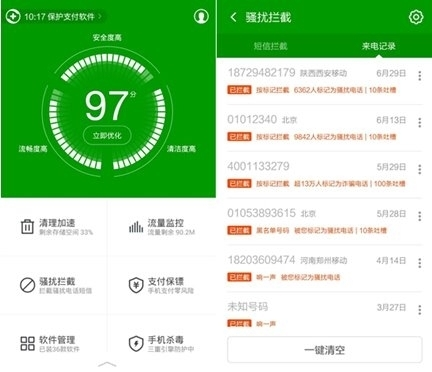 10:17 保护支付软件 >
安全度高
97分
立即优化
流畅度高
清洁度高
清理加速
剩余存储空间 33%
流量监控
流量剩余 90.2M
骚扰拦截
拦截骚扰电话短信
支付保镖
手机支付零风险
软件管理
已装36款软件
手机杀毒
三重引擎防护中
骚扰拦截
短信拦截
来电记录
18729482179 陕西西安移动
6月29日
已拦截 按标记拦截 6362人标记为骚扰电话 | 10条吐槽
01012340 北京
6月13日
已拦截 按标记拦截 9842人标记为骚扰电话 | 10条吐槽
4001133279
5月29日
已拦截 按标记拦截 超13万人标记为诈骗电话 | 100条吐槽
01053893615 北京
5月28日
已拦截 黑名单号码 被您标记为骚扰电话 | 10条吐槽
18203609474 河南郑州移动
4月14日
已拦截 响一声 被您标记为骚扰电话
未知号码
3月27日
已拦截 响一声
一键清空